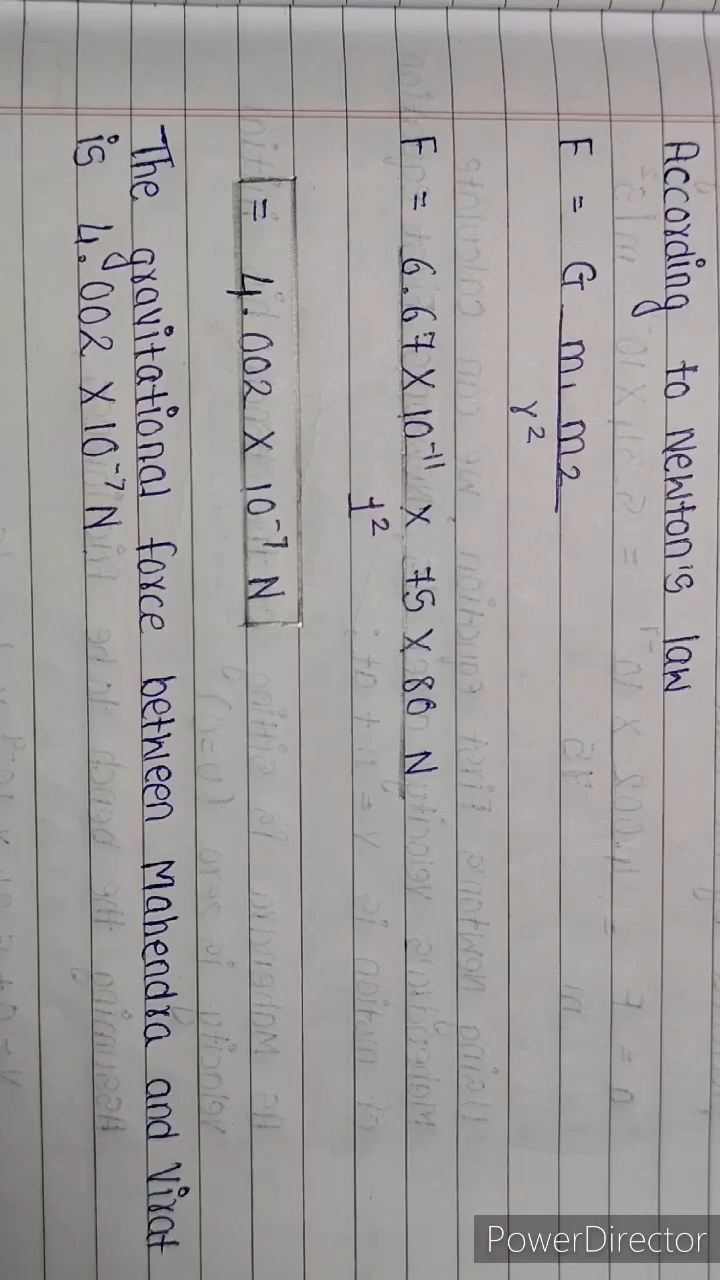 According to Newton's law
F = G m₁ m₂
r²
F = 6.67 X 10⁻¹¹ X 75 X 80 N
1²
= 4.002 X 10⁻⁷ N
The gravitational force between Mahendra and Virat
is 4.002 X 10⁻⁷ N
PowerDirector